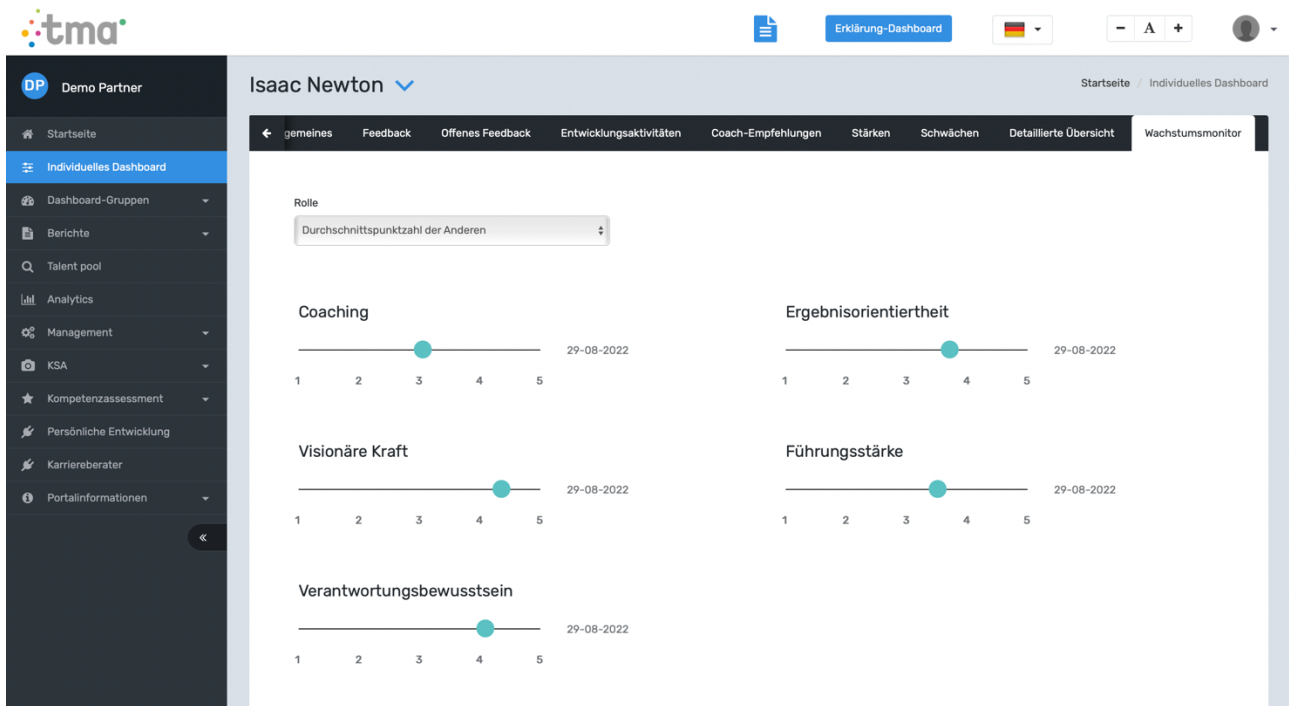 tma
Erklärung-Dashboard
− A +
DP Demo Partner
Isaac Newton
Startseite / Individuelles Dashboard
Startseite
Individuelles Dashboard
Dashboard-Gruppen
Berichte
Talent pool
Analytics
Management
KSA
Kompetenzassessment
Persönliche Entwicklung
Karriereberater
Portalinformationen
«
gemeines Feedback Offenes Feedback Entwicklungsaktivitäten Coach-Empfehlungen Stärken Schwächen Detaillierte Übersicht Wachstumsmonitor
Rolle
Durchschnittspunktzahl der Anderen
Coaching
29-08-2022
1 2 3 4 5
Ergebnisorientiertheit
29-08-2022
1 2 3 4 5
Visionäre Kraft
29-08-2022
1 2 3 4 5
Führungsstärke
29-08-2022
1 2 3 4 5
Verantwortungsbewusstsein
29-08-2022
1 2 3 4 5